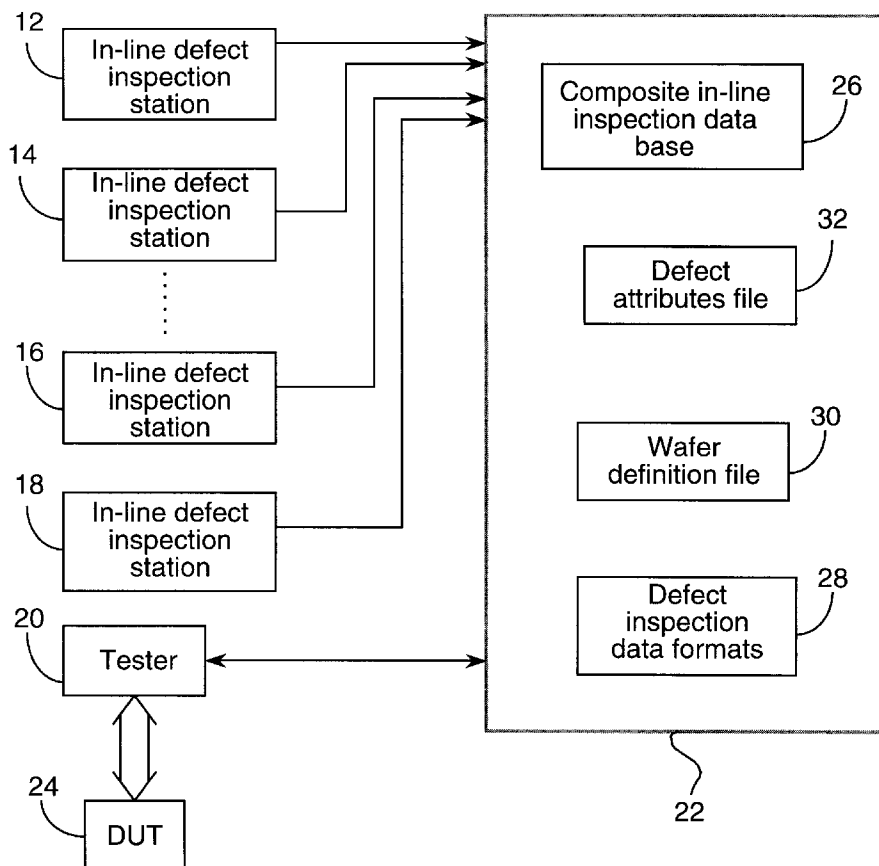 12
In-line defect
inspection
station
14
In-line defect
inspection
station
16
In-line defect
inspection
station
18
In-line defect
inspection
station
20
Tester
24
DUT
Composite in-line
inspection data
base
26
Defect
attributes file
32
Wafer
definition file
30
Defect
inspection
data formats
28
22